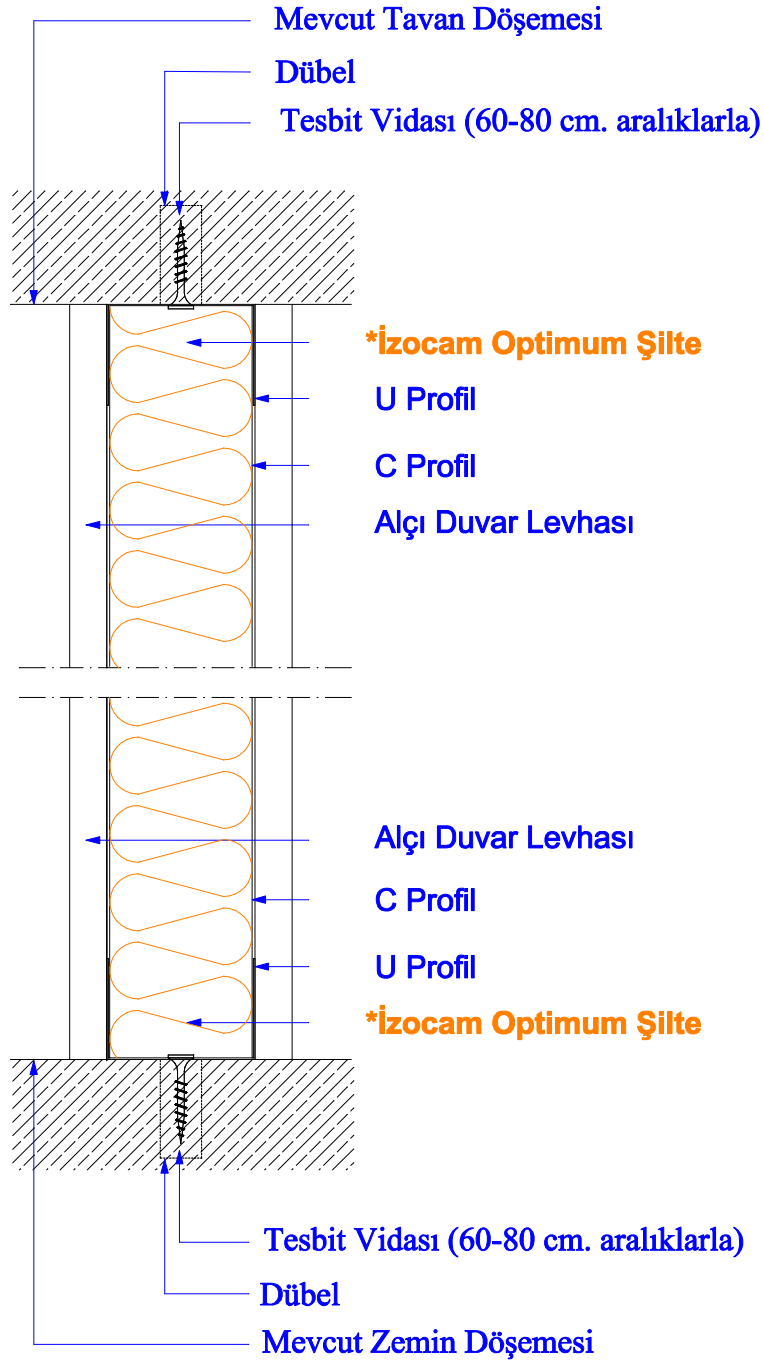 Mevcut Tavan Döşemesi
Dübel
Tesbit Vidası (60-80 cm. aralıklarla)
*İzocam Optimum Şilte
U Profil
C Profil
Alçı Duvar Levhası
Alçı Duvar Levhası
C Profil
U Profil
*İzocam Optimum Şilte
Tesbit Vidası (60-80 cm. aralıklarla)
Dübel
Mevcut Zemin Döşemesi